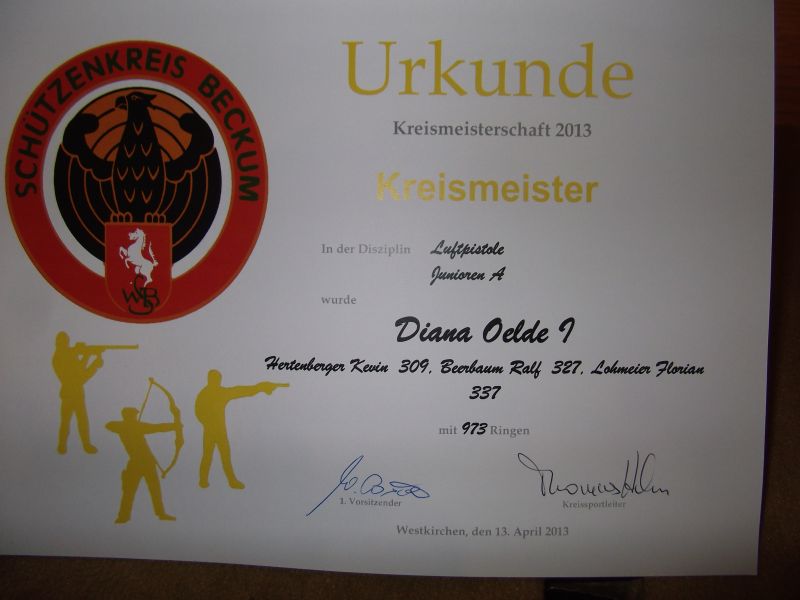 SCHÜTZENKREIS BECKUM
WSB
Urkunde
Kreismeisterschaft 2013
Kreismeister
In der Disziplin Luftpistole
Junioren A
wurde
Diana Oelde I
Hertenberger Kevin 309, Beerbaum Ralf 327, Lohmeier Florian
337
mit 973 Ringen
1. Vorsitzender
Kreissportleiter
Westkirchen, den 13. April 2013